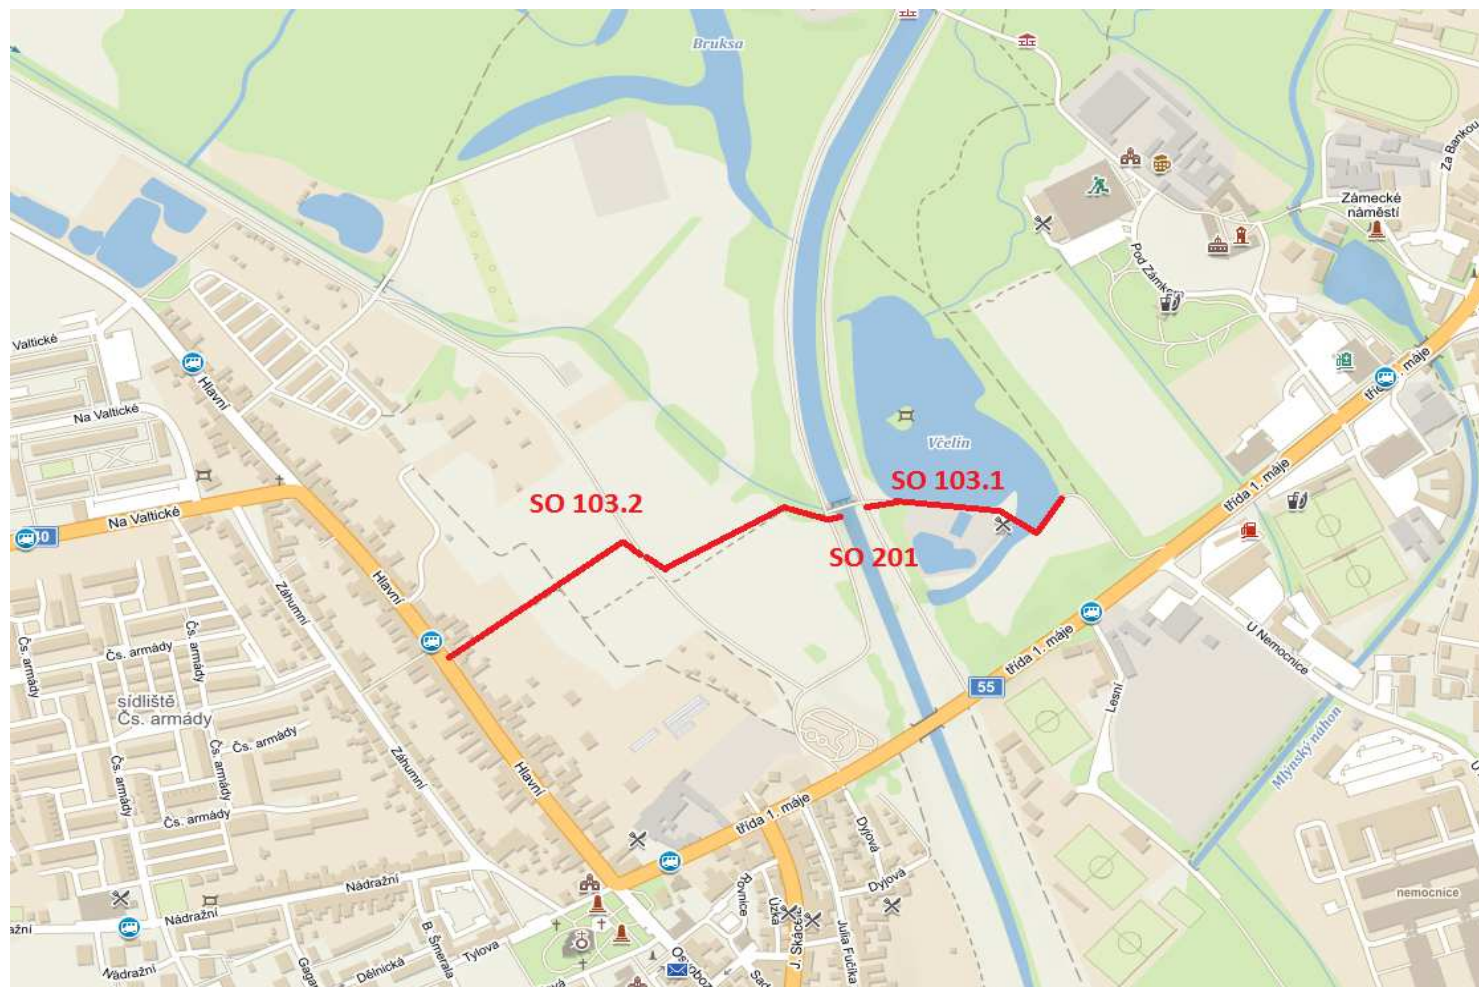 Bruksa
Za Bankou
Zámecké
náměstí
Pod Zámkem
Valtické
Hlavní
třída 1. máje
Na Valtické
Včelín
SO 103.1
SO 103.2
třída 1. máje
Na Valtické
40
SO 201
Hlavní
Záhumní
U Nemocnice
Čs. armády
Čs. armády
Čs. armády
třída 1. máje
55
Lesní
sídliště
Čs. armády
Čs. armády
Čs. armády
Mlýnský náhon
Záhumní
Hlavní
Čs. armády
Čs. armády
třída 1. máje
Dyjová
Nádražní
Rovnice
Dyjová
nemocnice
Nádražní
Úzká
J. Skácela
Julia Fučíka
B. Šmerala
Tylova
Nádražní
Dělnická